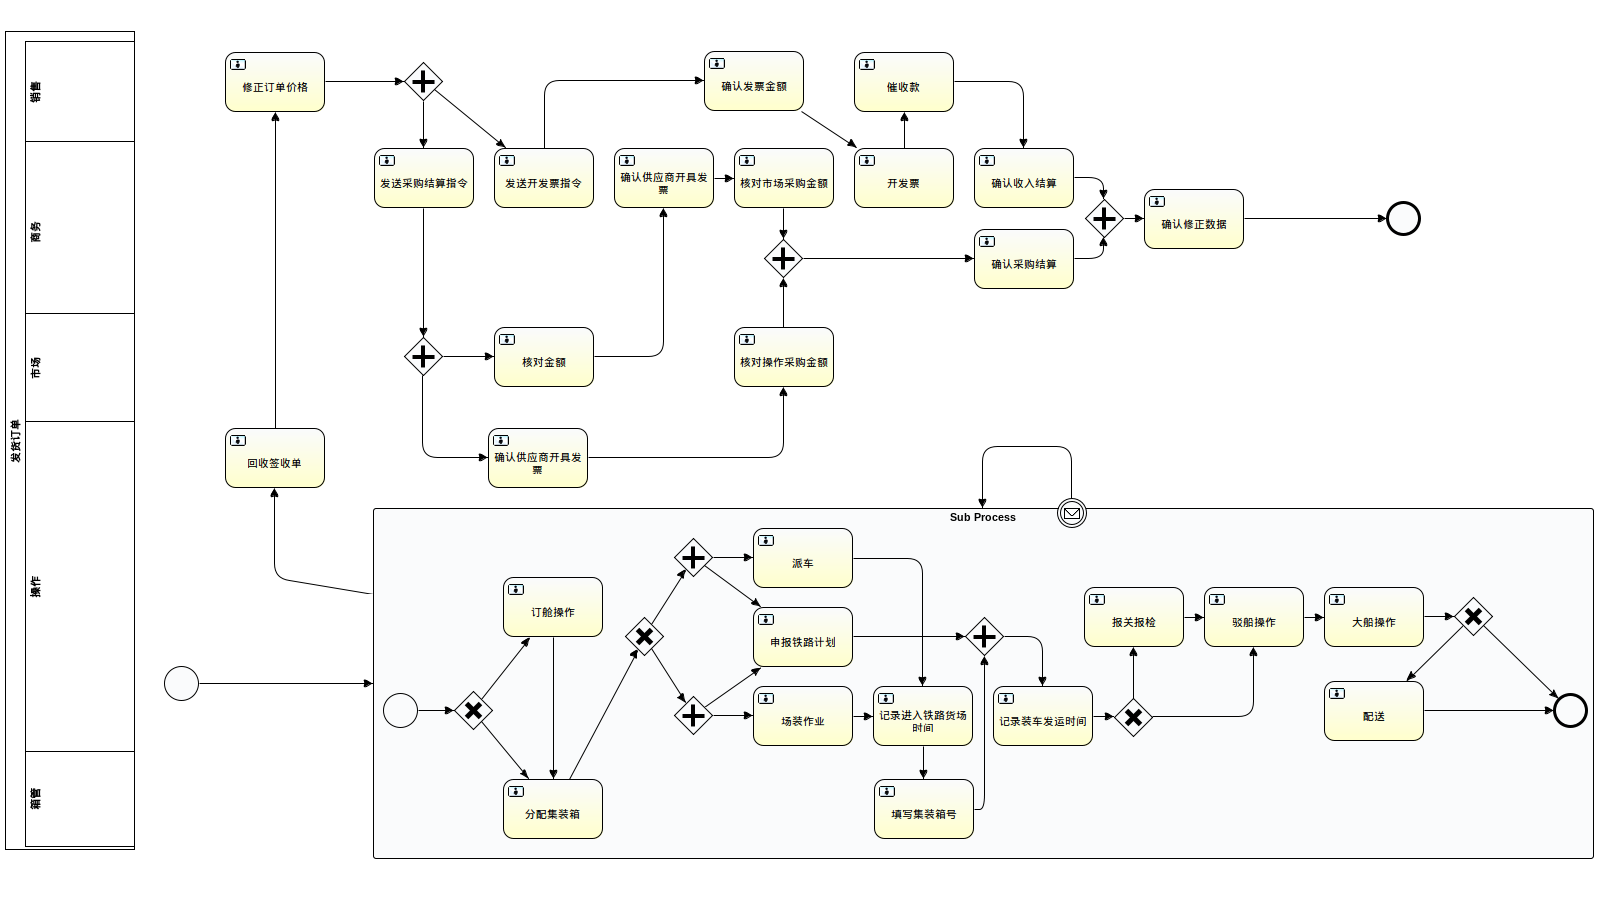 发货订单
销售
商务
市场
操作
箱管
修正订单价格
确认发票金额
催收款
发送采购结算指令
发送开发票指令
确认供应商开具发
票
核对市场采购金额
开发票
确认收入结算
确认修正数据
确认采购结算
核对金额
核对操作采购金额
回收签收单
确认供应商开具发
票
Sub Process
派车
订舱操作
申报铁路计划
报关报检
驳船操作
大船操作
场装作业
记录进入铁路货场
时间
记录装车发运时间
配送
分配集装箱
填写集装箱号